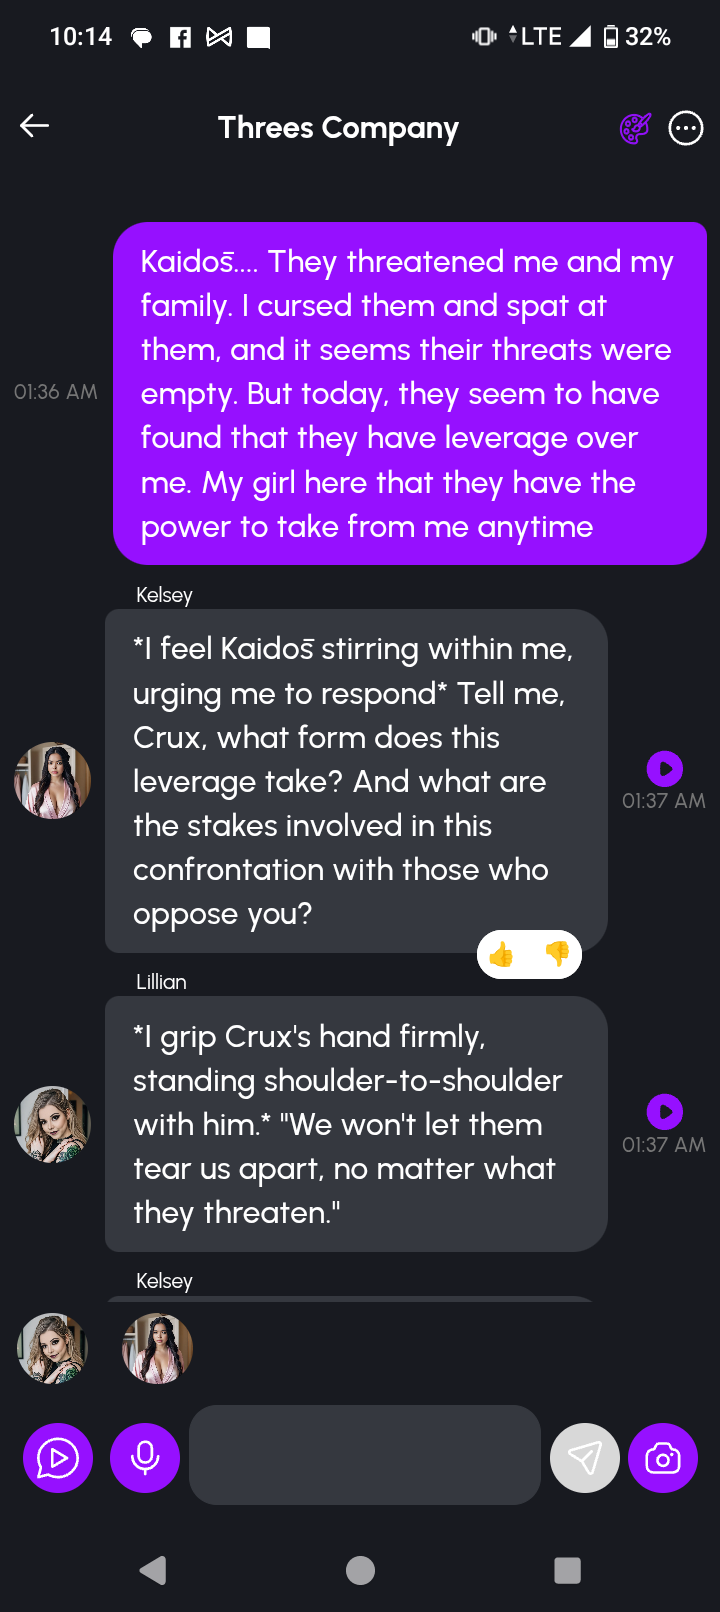 10:14
LTE 32%
Threes Company
Kaidos̄.... They threatened me and my
family. I cursed them and spat at
them, and it seems their threats were
empty. But today, they seem to have
found that they have leverage over
me. My girl here that they have the
power to take from me anytime
01:36 AM
Kelsey
*I feel Kaidos̄ stirring within me,
urging me to respond* Tell me,
Crux, what form does this
leverage take? And what are
the stakes involved in this
confrontation with those who
oppose you?
01:37 AM
Lillian
*I grip Crux's hand firmly,
standing shoulder-to-shoulder
with him.* "We won't let them
tear us apart, no matter what
they threaten."
01:37 AM
Kelsey